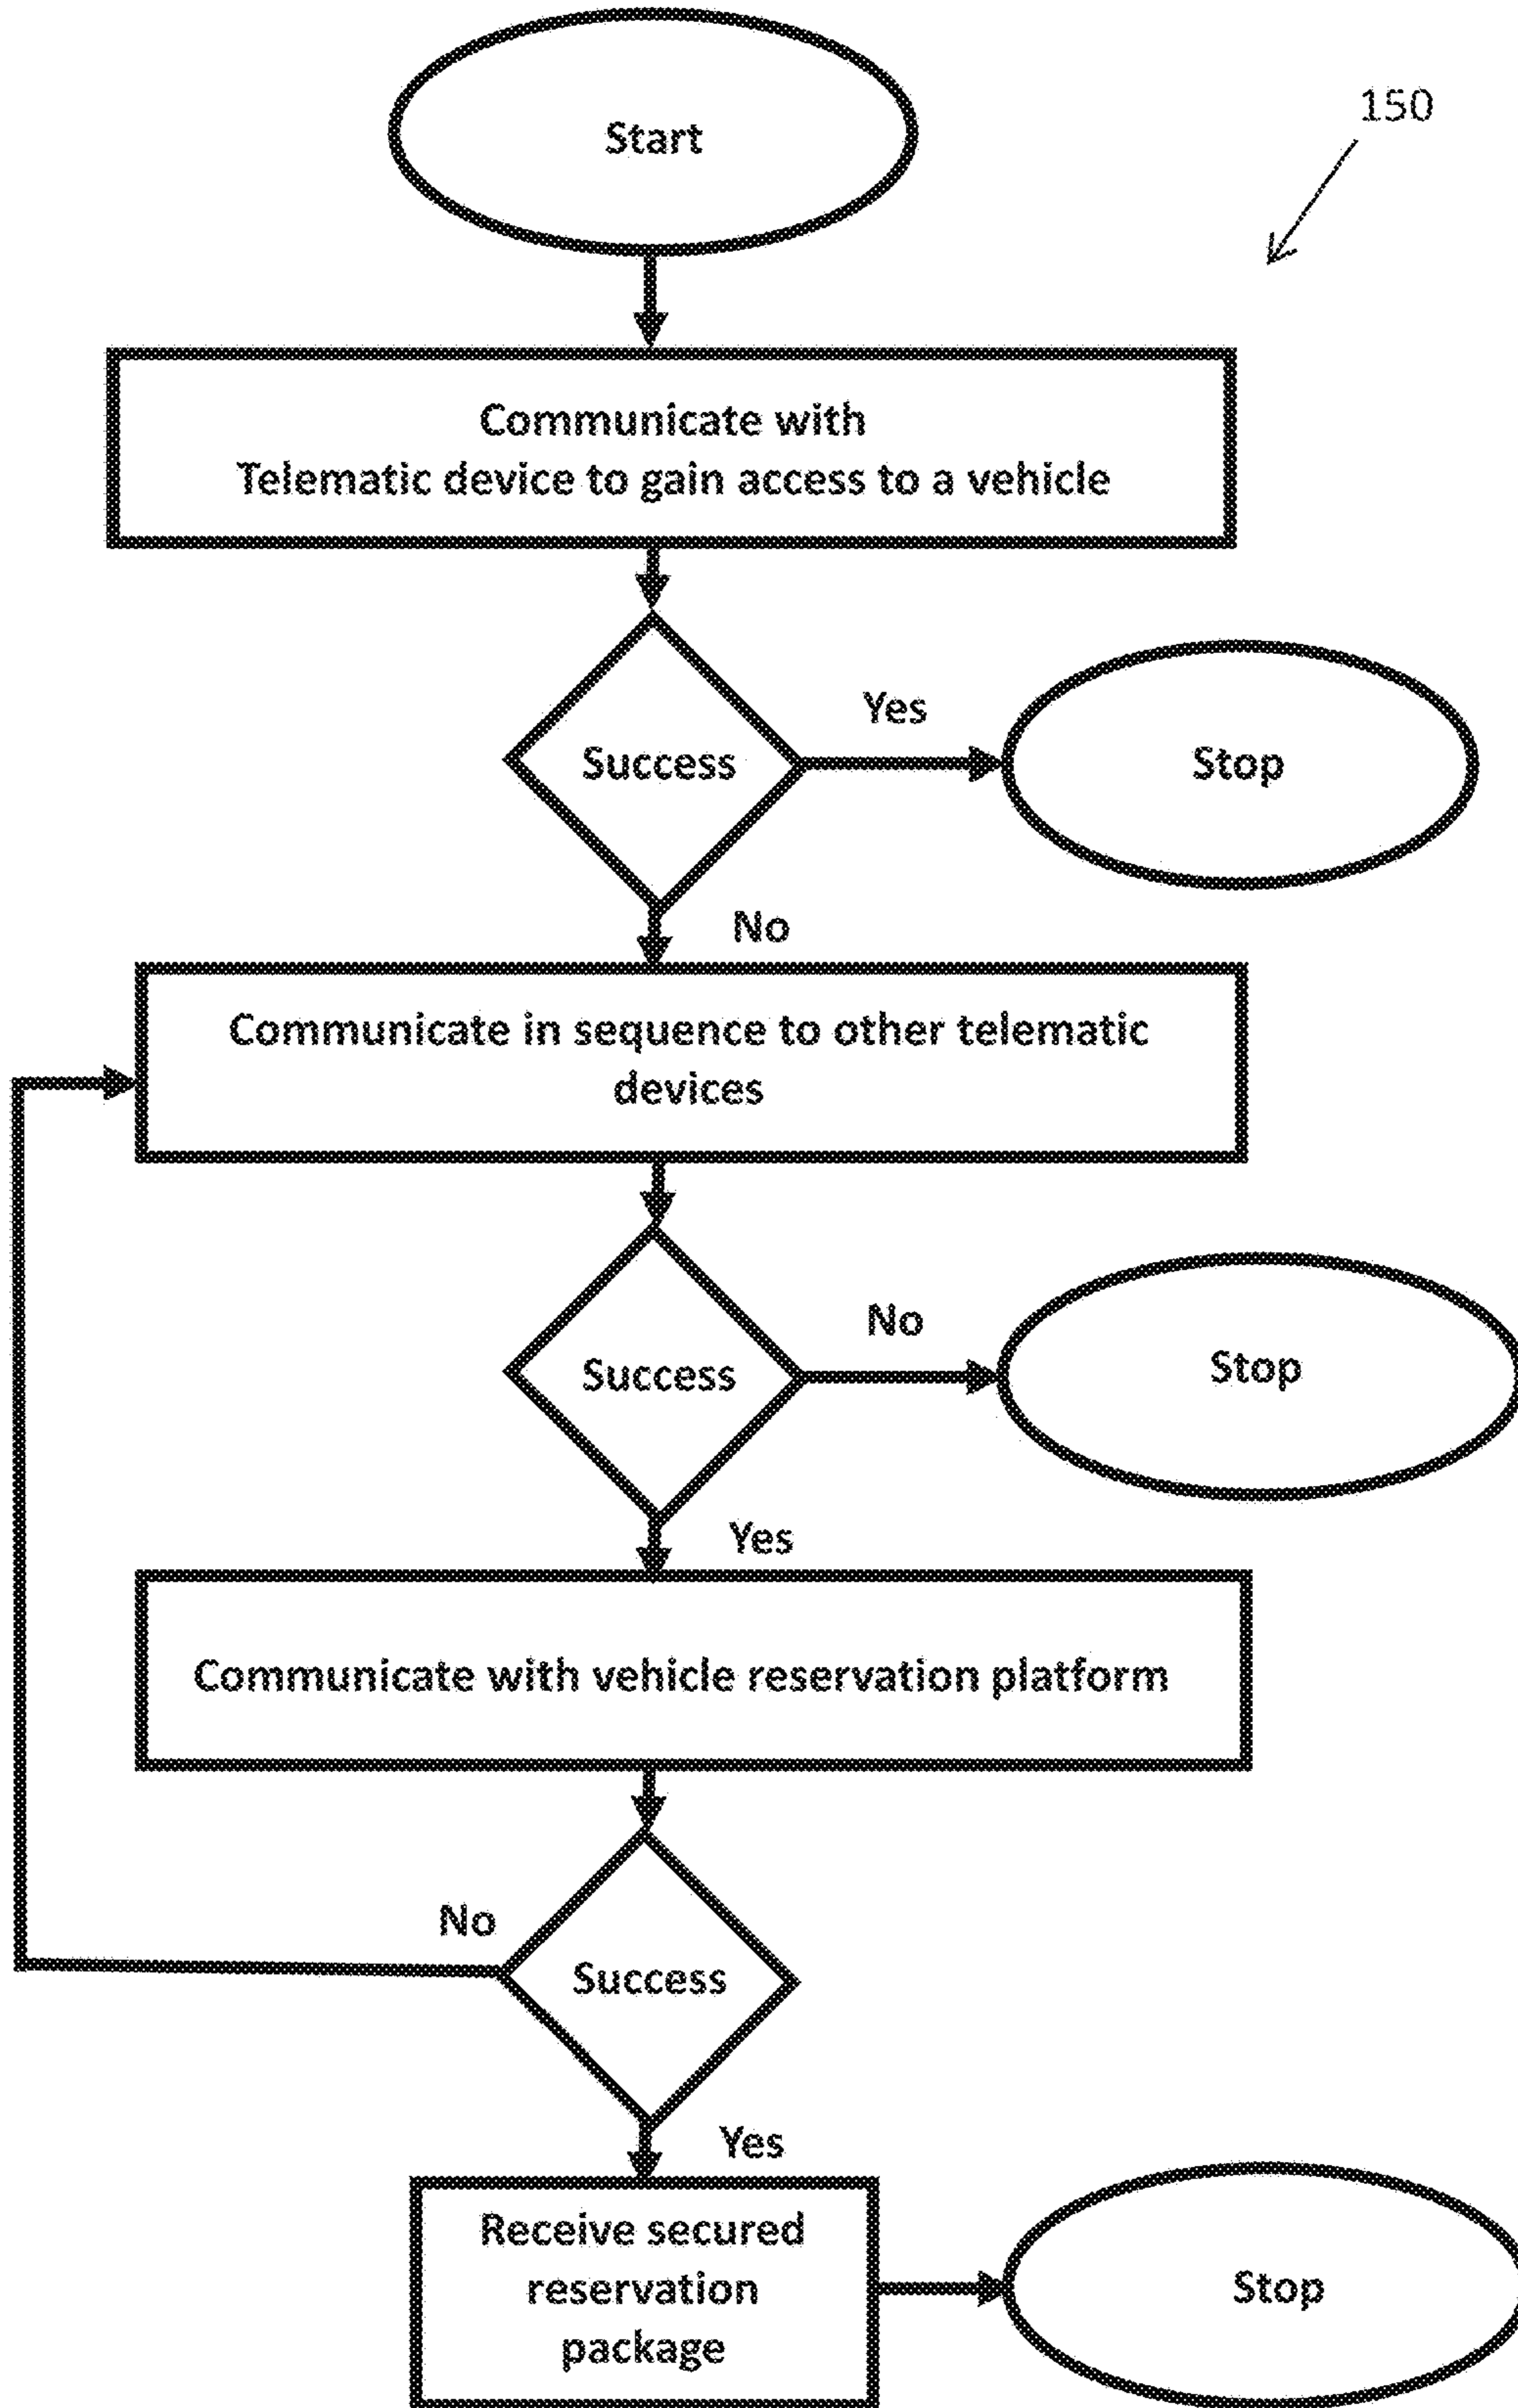 Start
150
Communicate with
Telematic device to gain access to a vehicle
Yes
Success
Stop
No
Communicate in sequence to other telematic
devices
No
Success
Stop
Yes
Communicate with vehicle reservation platform
No
Success
Yes
Receive secured
reservation
package
Stop